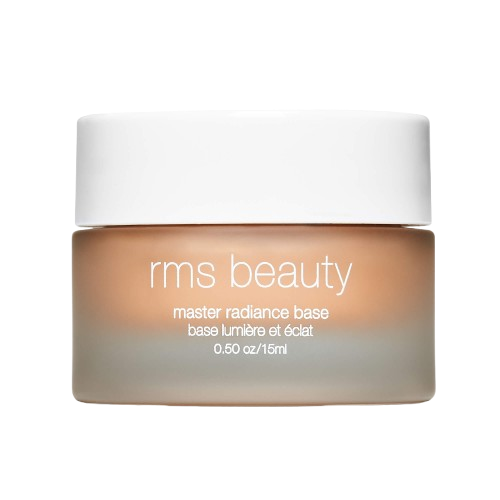 rms beauty
master radiance base
base lumière et éclat
0.50 oz/15ml